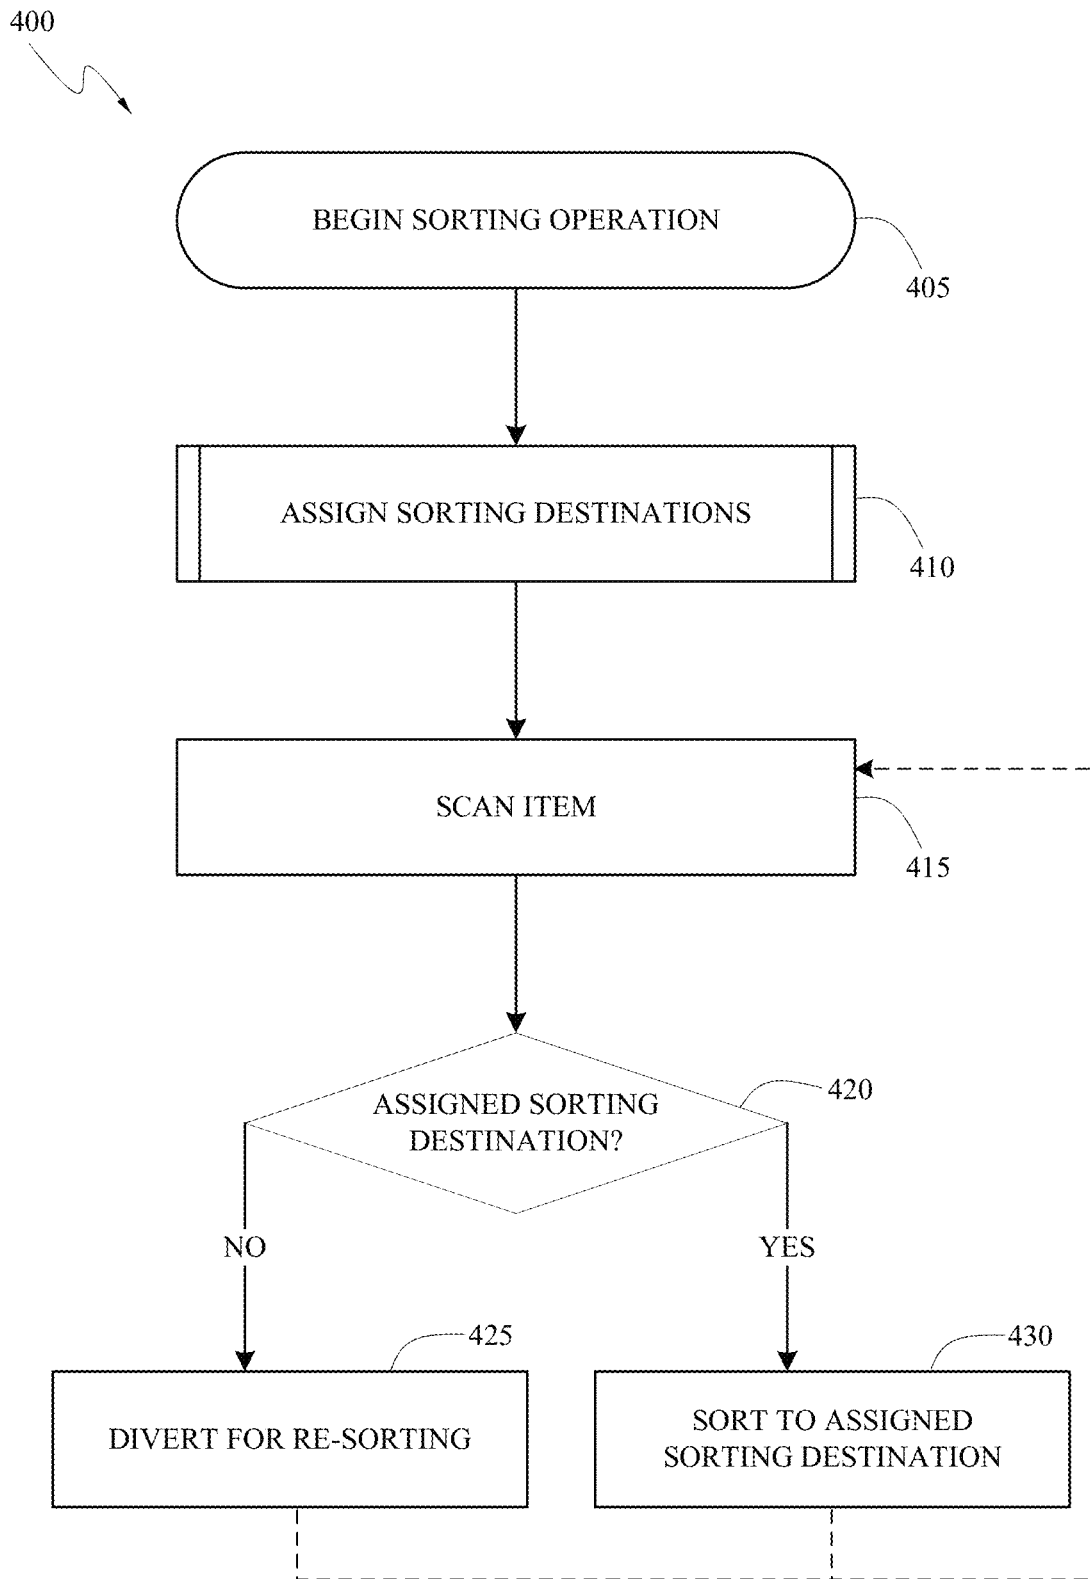 400
BEGIN SORTING OPERATION
405
ASSIGN SORTING DESTINATIONS
410
SCAN ITEM
415
ASSIGNED SORTING
DESTINATION?
420
NO
YES
425
430
DIVERT FOR RE-SORTING
SORT TO ASSIGNED
SORTING DESTINATION